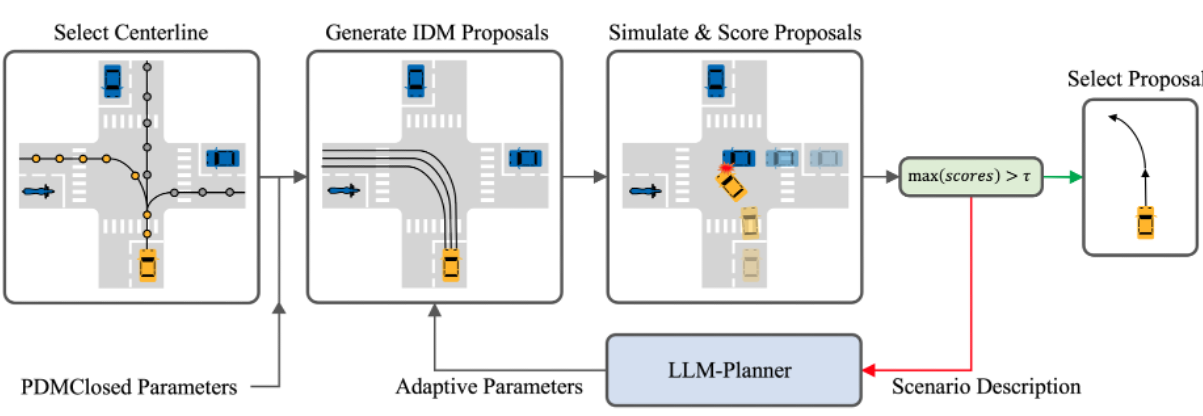 Select Centerline
Generate IDM Proposals
Simulate & Score Proposals
Select Proposal
max(scores) > τ
PDMClosed Parameters
Adaptive Parameters
LLM-Planner
Scenario Description